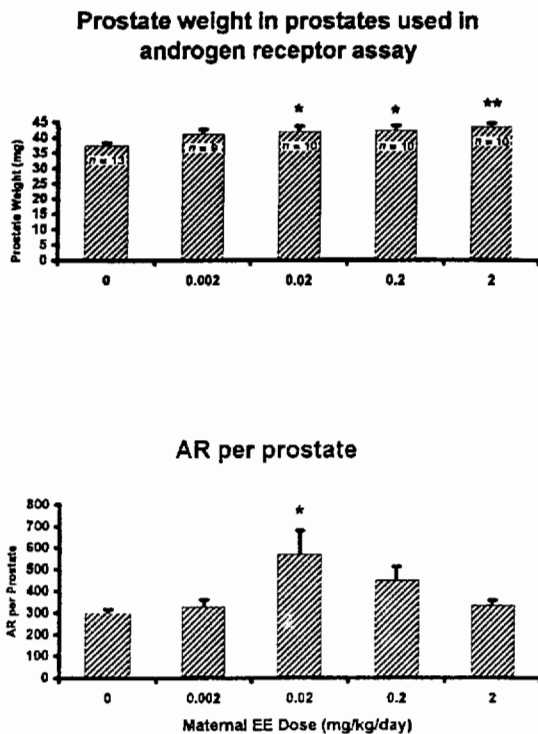 Prostate weight in prostates used in
androgen receptor assay
* * **
45
40
35
30
25
20
15
10
5
0
Prostate Weight (mg)
n = 13 n = 10 n = 10 n = 10
0 0.002 0.02 0.2 2
AR per prostate
*
800
700
600
500
400
300
200
100
0
AR per Prostate
0 0.002 0.02 0.2 2
Maternal EE Dose (mg/kg/day)